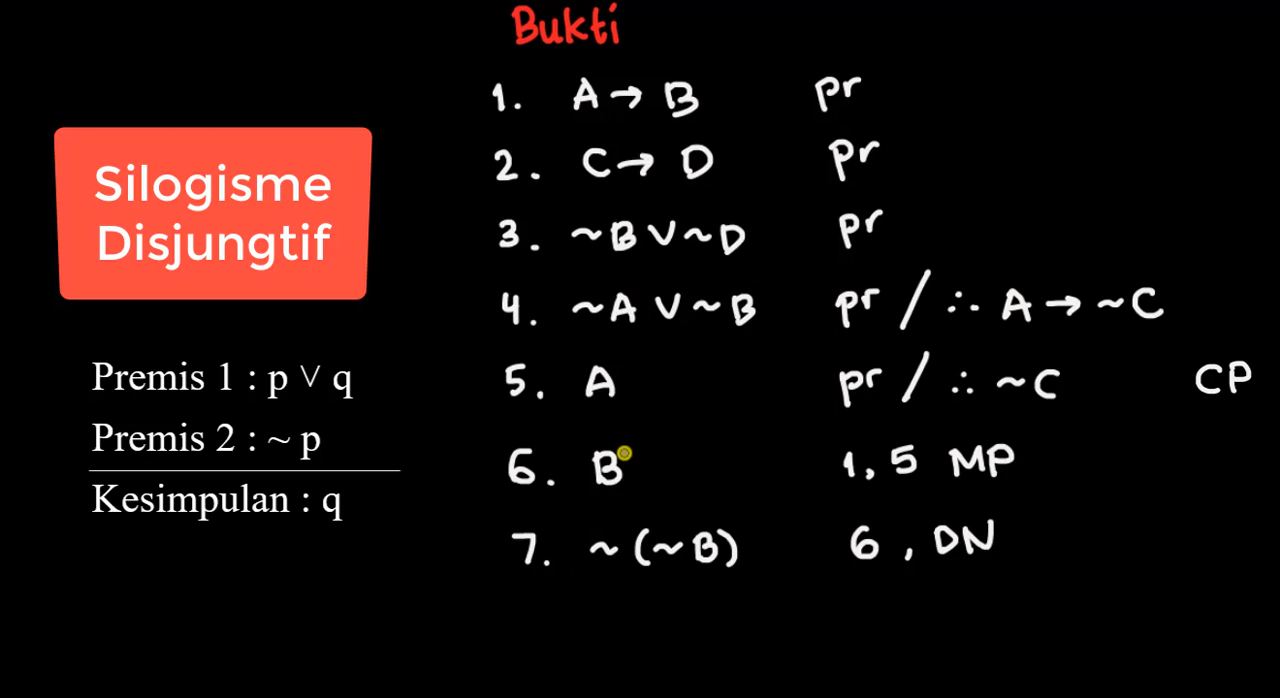 Bukti
Silogisme
Disjungtif
Premis 1 : p ∨ q
Premis 2 : ~ p
Kesimpulan : q
1. A → B pr
2. C → D pr
3. ~B ∨ ~D pr
4. ~A ∨ ~B pr / ∴ A → ~C
5. A pr / ∴ ~C CP
6. B 1, 5 MP
7. ~(~B) 6, DN